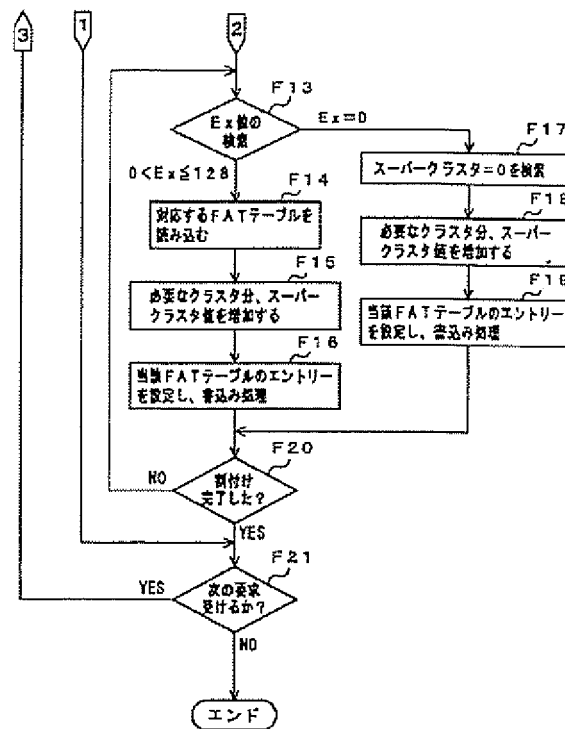 3
1
2
F13
Ex値の
検索
Ex=0
0<Ex≦128
F14
対応するFATテーブルを
読み込む
F15
必要なクラスタ分、スーパー
クラスタ値を増加する
F16
当該FATテーブルのエントリー
を設定し、書込み処理
F17
スーパークラスタ=0を検索
F18
必要なクラスタ分、スーパー
クラスタ値を増加する
F19
当該FATテーブルのエントリー
を設定し、書込み処理
F20
割付け
完了した?
NO
YES
F21
次の要求
受けるか?
YES
NO
エンド